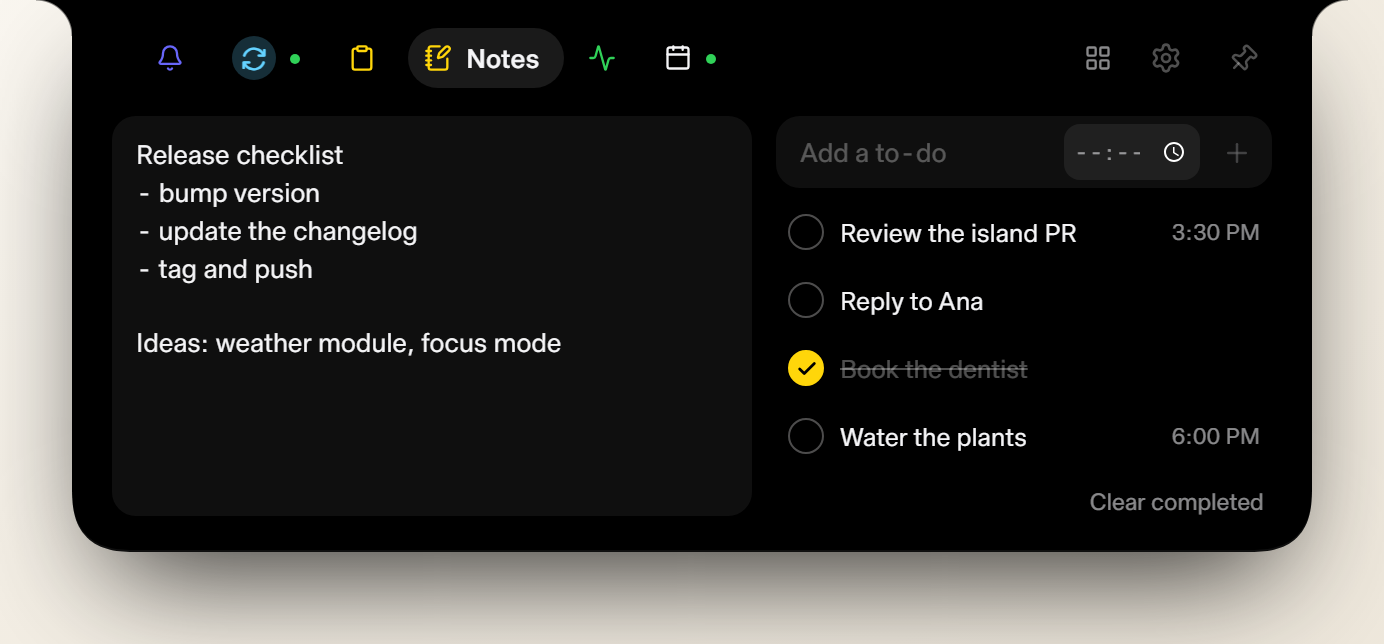 Notes
Release checklist
- bump version
- update the changelog
- tag and push
Ideas: weather module, focus mode
Add a to-do
--:--
Review the island PR
3:30 PM
Reply to Ana
Book the dentist
Water the plants
6:00 PM
Clear completed